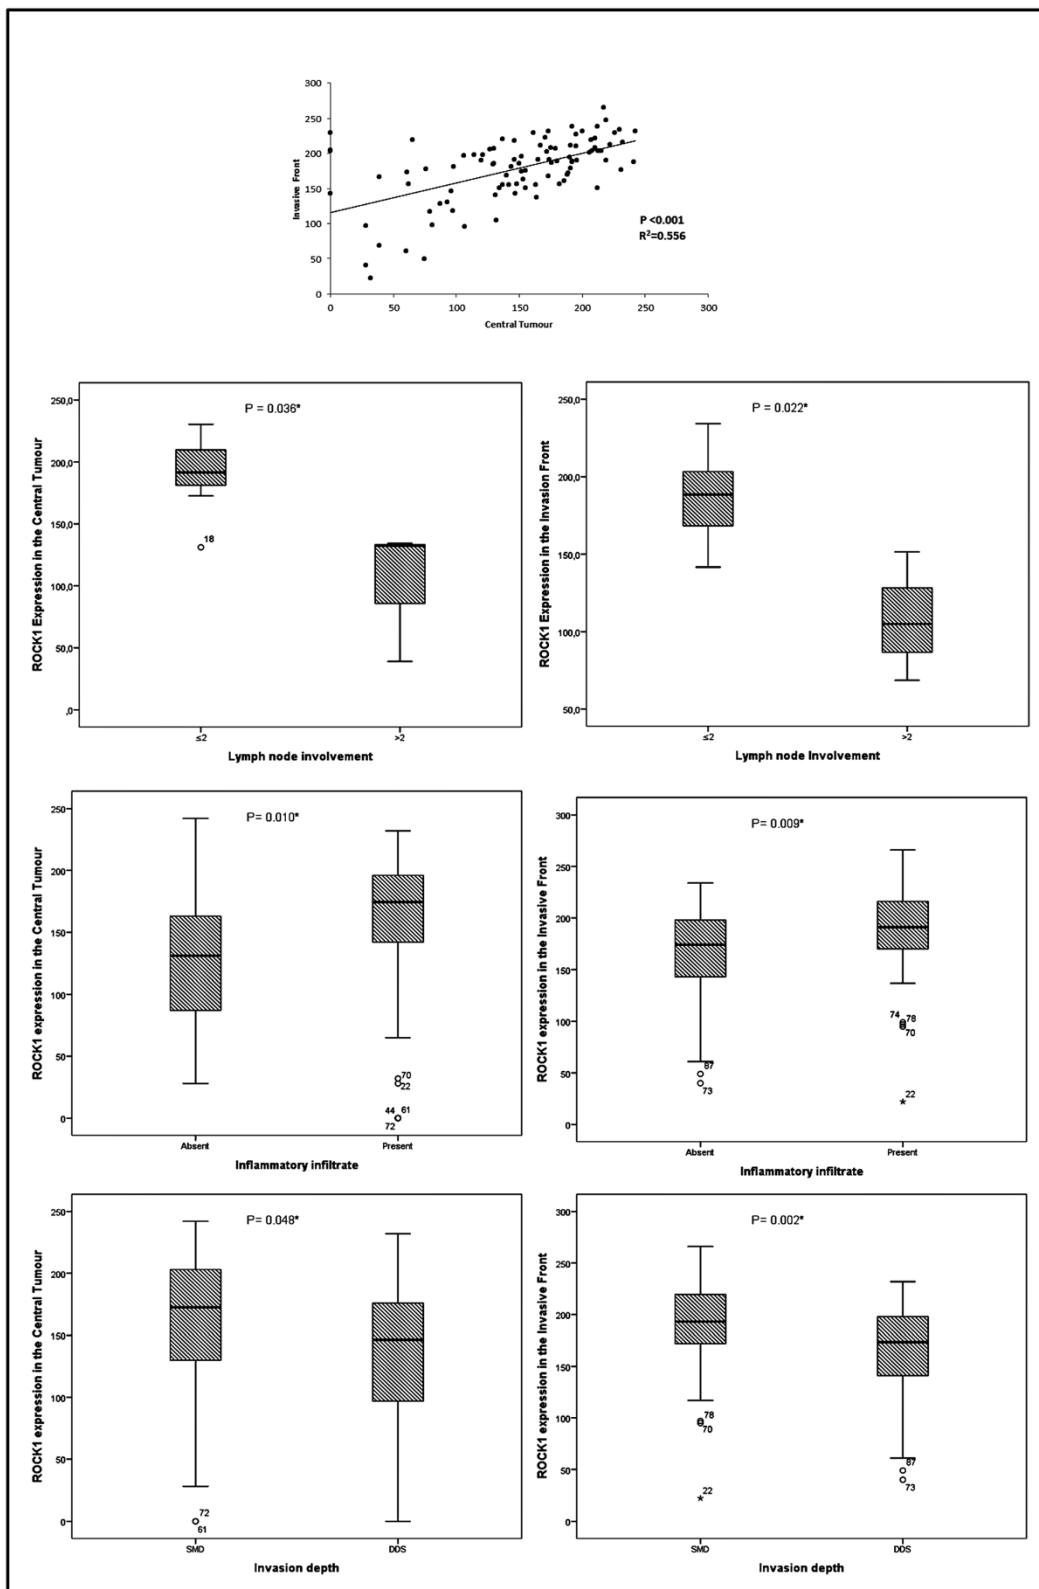 300
250
200
150
100
50
0
Invasive Front
P <0.001
R²=0.556
0 50 100 150 200 250 300
Central Tumour
ROCK1 Expression in the Central Tumour
250,0
200,0
150,0
100,0
50,0
,0
P = 0.036*
18
≤2 >2
Lymph node involvement
ROCK1 Expression in the Invasion Front
250,0
200,0
150,0
100,0
50,0
P = 0.022*
≤2 >2
Lymph node Involvement
ROCK1 expression in the Central Tumour
250
200
150
100
50
0
P= 0.010*
70
22
44 61
72
Absent Present
Inflammatory infiltrate
ROCK1 expression in the Invasive Front
300
250
200
150
100
50
0
P= 0.009*
87
73
74 78
70
22
Absent Present
Inflammatory infiltrate
ROCK1 expression in the Central Tumour
250
200
150
100
50
0
P= 0.048*
72
61
SMD DDS
Invasion depth
ROCK1 expression in the Invasive Front
300
250
200
150
100
50
0
P= 0.002*
78
70
22
87
73
SMD DDS
Invasion depth